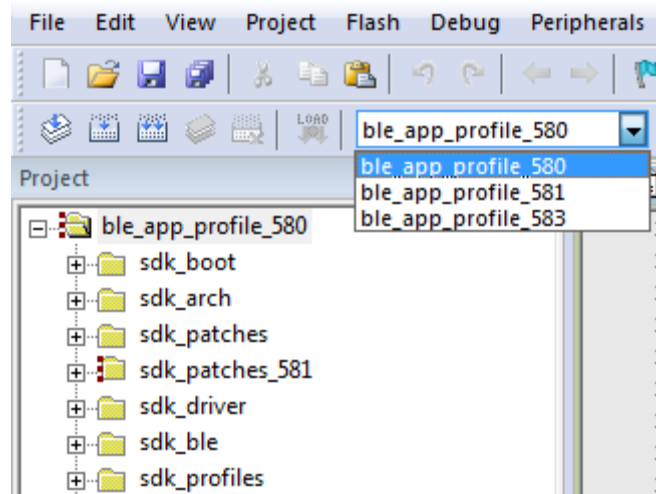 File Edit View Project Flash Debug Peripherals
LOAD
ble_app_profile_580
ble_app_profile_580
ble_app_profile_581
ble_app_profile_583
Project
ble_app_profile_580
sdk_boot
sdk_arch
sdk_patches
sdk_patches_581
sdk_driver
sdk_ble
sdk_profiles